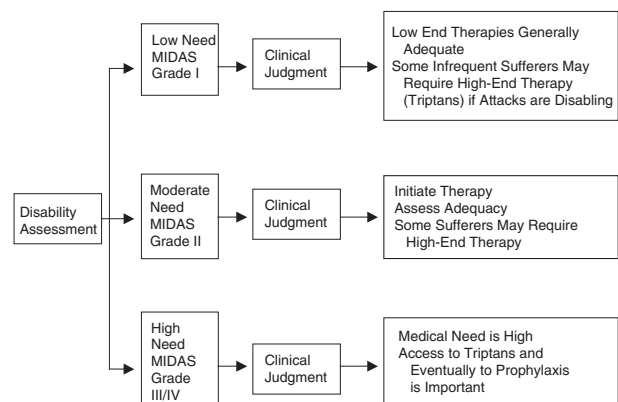 Disability
Assessment
Low Need
MIDAS
Grade I
Clinical
Judgment
Low End Therapies Generally
Adequate
Some Infrequent Sufferers May
Require High-End Therapy
(Triptans) if Attacks are Disabling
Moderate
Need
MIDAS
Grade II
Clinical
Judgment
Initiate Therapy
Assess Adequacy
Some Sufferers May Require
High-End Therapy
High
Need
MIDAS
Grade
III/IV
Clinical
Judgment
Medical Need is High
Access to Triptans and
Eventually to Prophylaxis
is Important